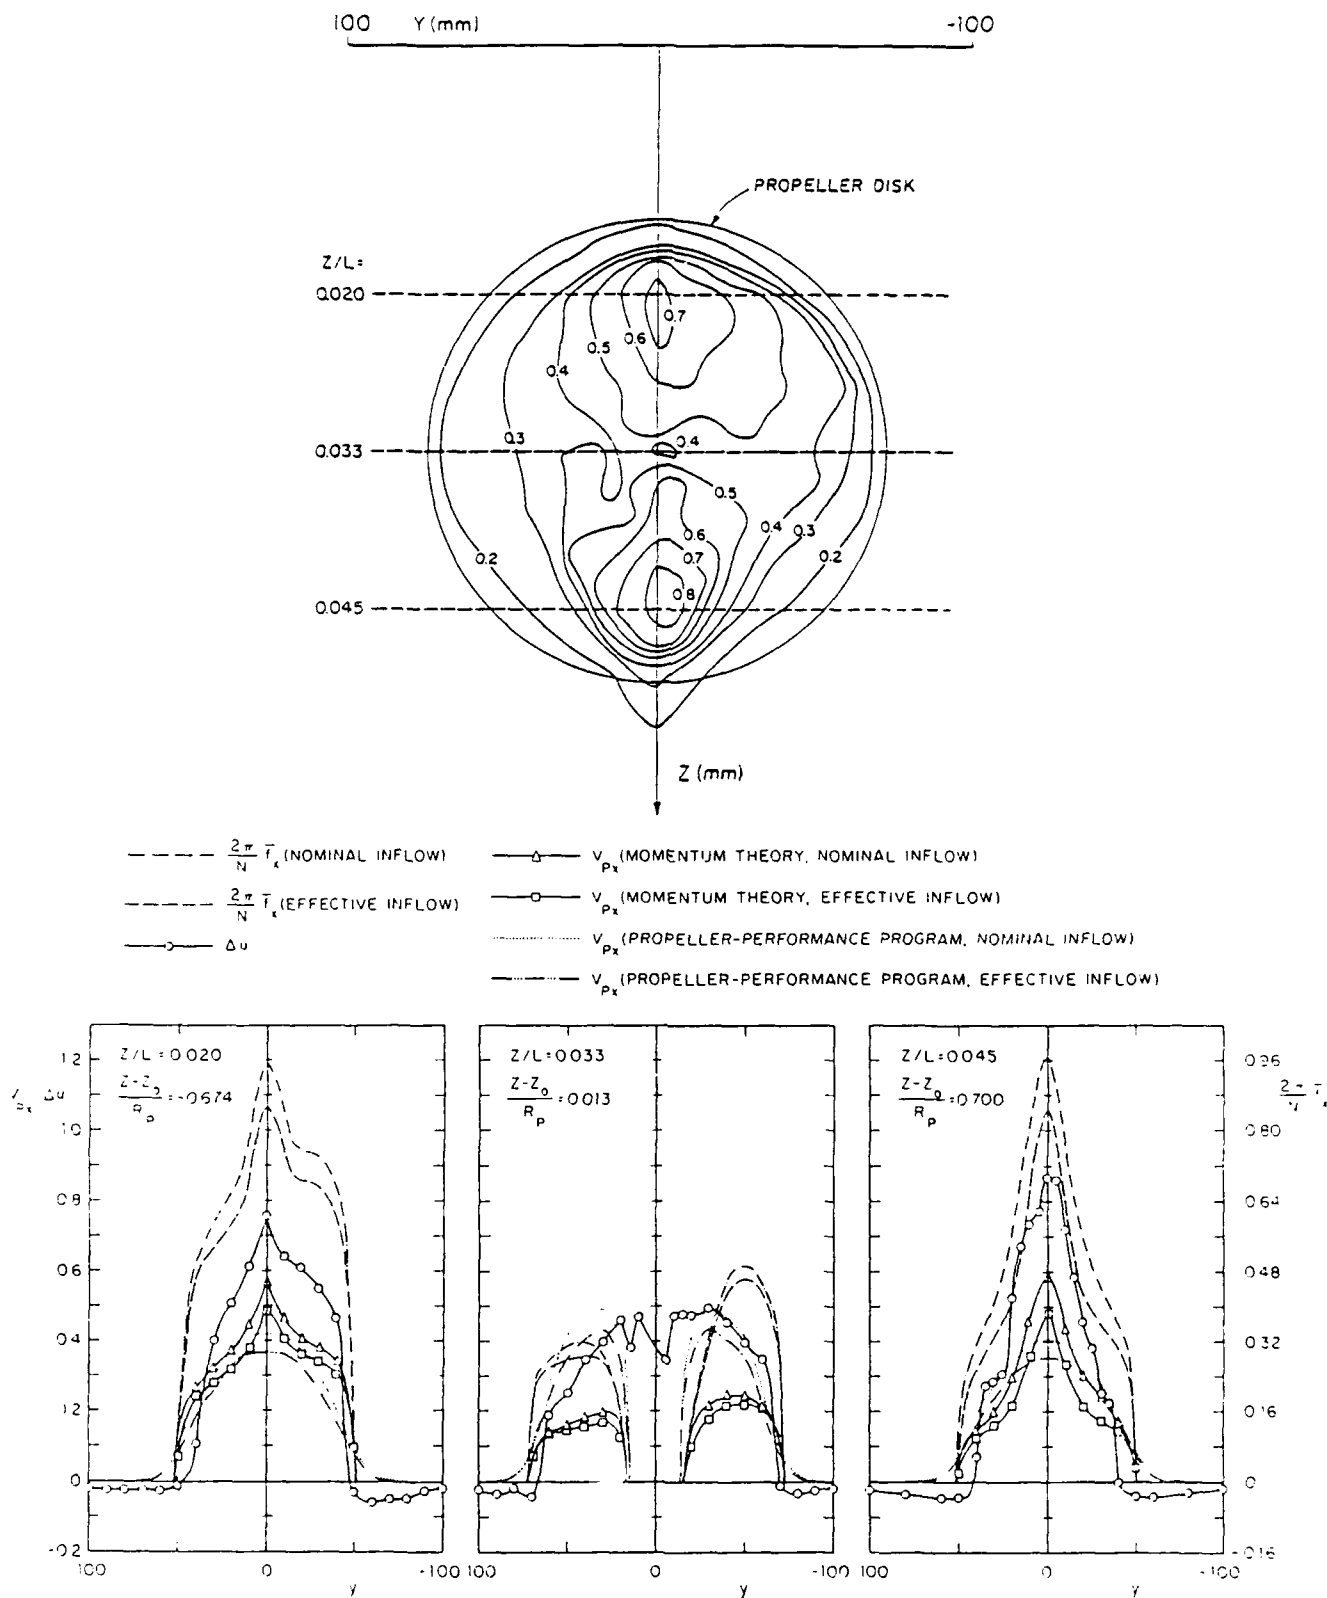 100 Y (mm) -100
PROPELLER DISK
Z/L=
0.020
0.7
0.6
0.5
0.4
0.3
0.4
0.033
0.5
0.6
0.4
0.3
0.7
0.2
0.2
0.8
0.045
Z (mm)
2π/N f̄x (NOMINAL INFLOW)
2π/N f̄x (EFFECTIVE INFLOW)
Δu
VPx (MOMENTUM THEORY, NOMINAL INFLOW)
VPx (MOMENTUM THEORY, EFFECTIVE INFLOW)
VPx (PROPELLER-PERFORMANCE PROGRAM, NOMINAL INFLOW)
VPx (PROPELLER-PERFORMANCE PROGRAM, EFFECTIVE INFLOW)
Z/L=0.020
Z-Z0/RP =-0.674
Z/L=0.033
Z-Z0/RP =0.013
Z/L=0.045
Z-Z0/RP =0.700
VPx Δu
1.2
1.0
0.8
0.6
0.4
0
-0.2
0.96
0.80
0.64
0.48
0.32
0.16
0
-0.16
100 0 y -100
100 0 y -100
100 0 y -100